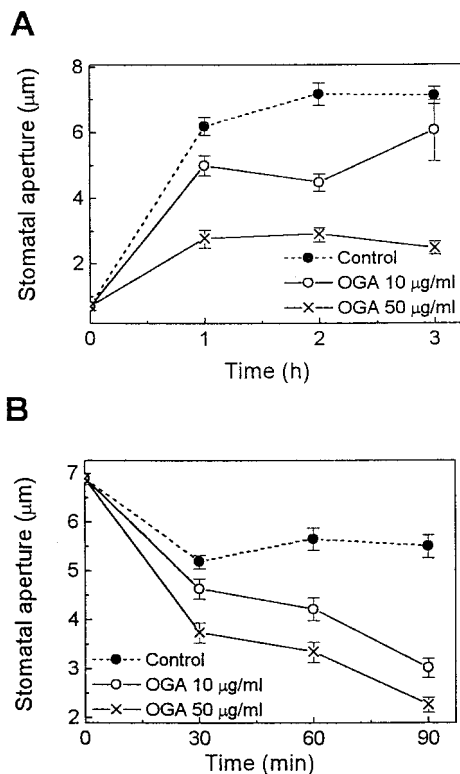 A
Stomatal aperture (μm)
8
6
4
2
Control
OGA 10 μg/ml
OGA 50 μg/ml
0
1
2
3
Time (h)
B
Stomatal aperture (μm)
7
6
5
4
3
2
Control
OGA 10 μg/ml
OGA 50 μg/ml
0
30
60
90
Time (min)